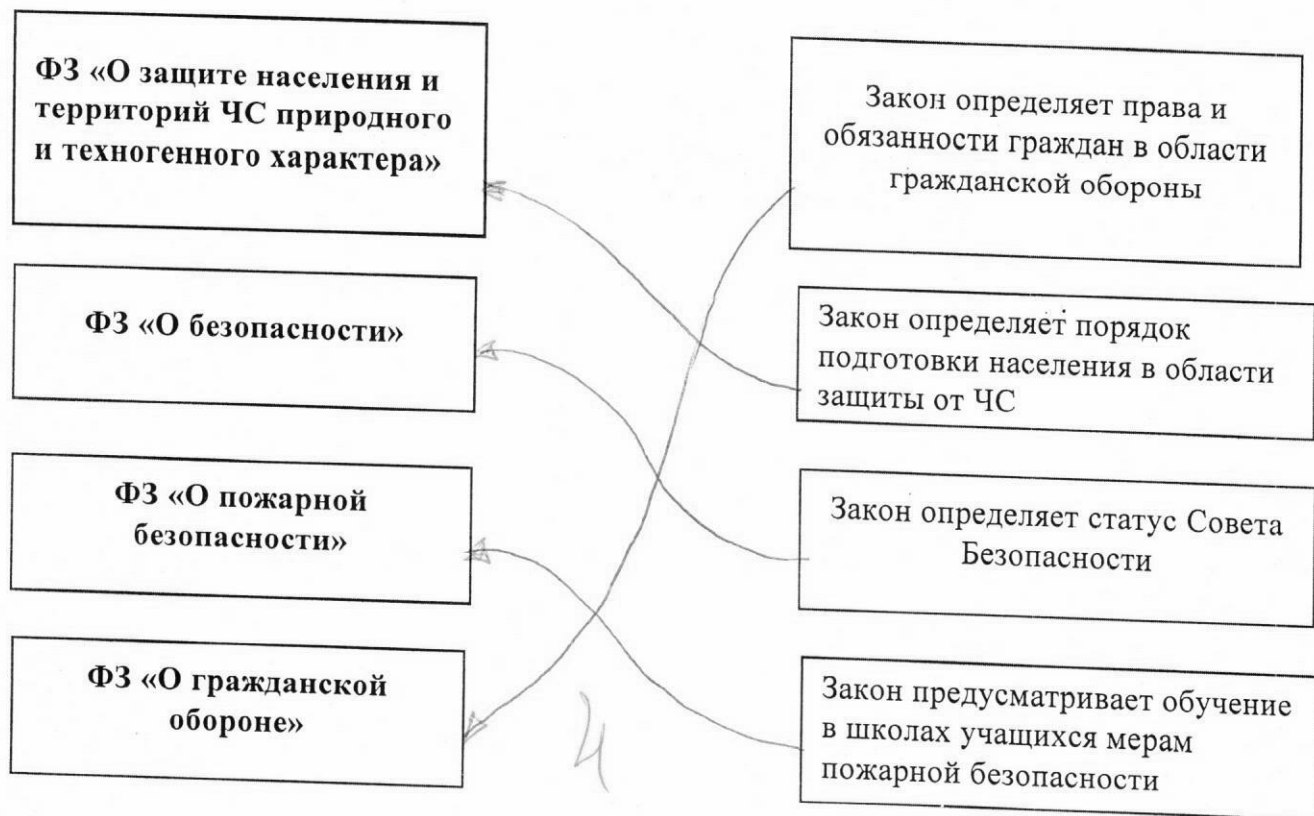 ФЗ «О защите населения и
территорий ЧС природного
и техногенного характера»
ФЗ «О безопасности»
ФЗ «О пожарной
безопасности»
ФЗ «О гражданской
обороне»
Закон определяет права и
обязанности граждан в области
гражданской обороны
Закон определяет порядок
подготовки населения в области
защиты от ЧС
Закон определяет статус Совета
Безопасности
Закон предусматривает обучение
в школах учащихся мерам
пожарной безопасности